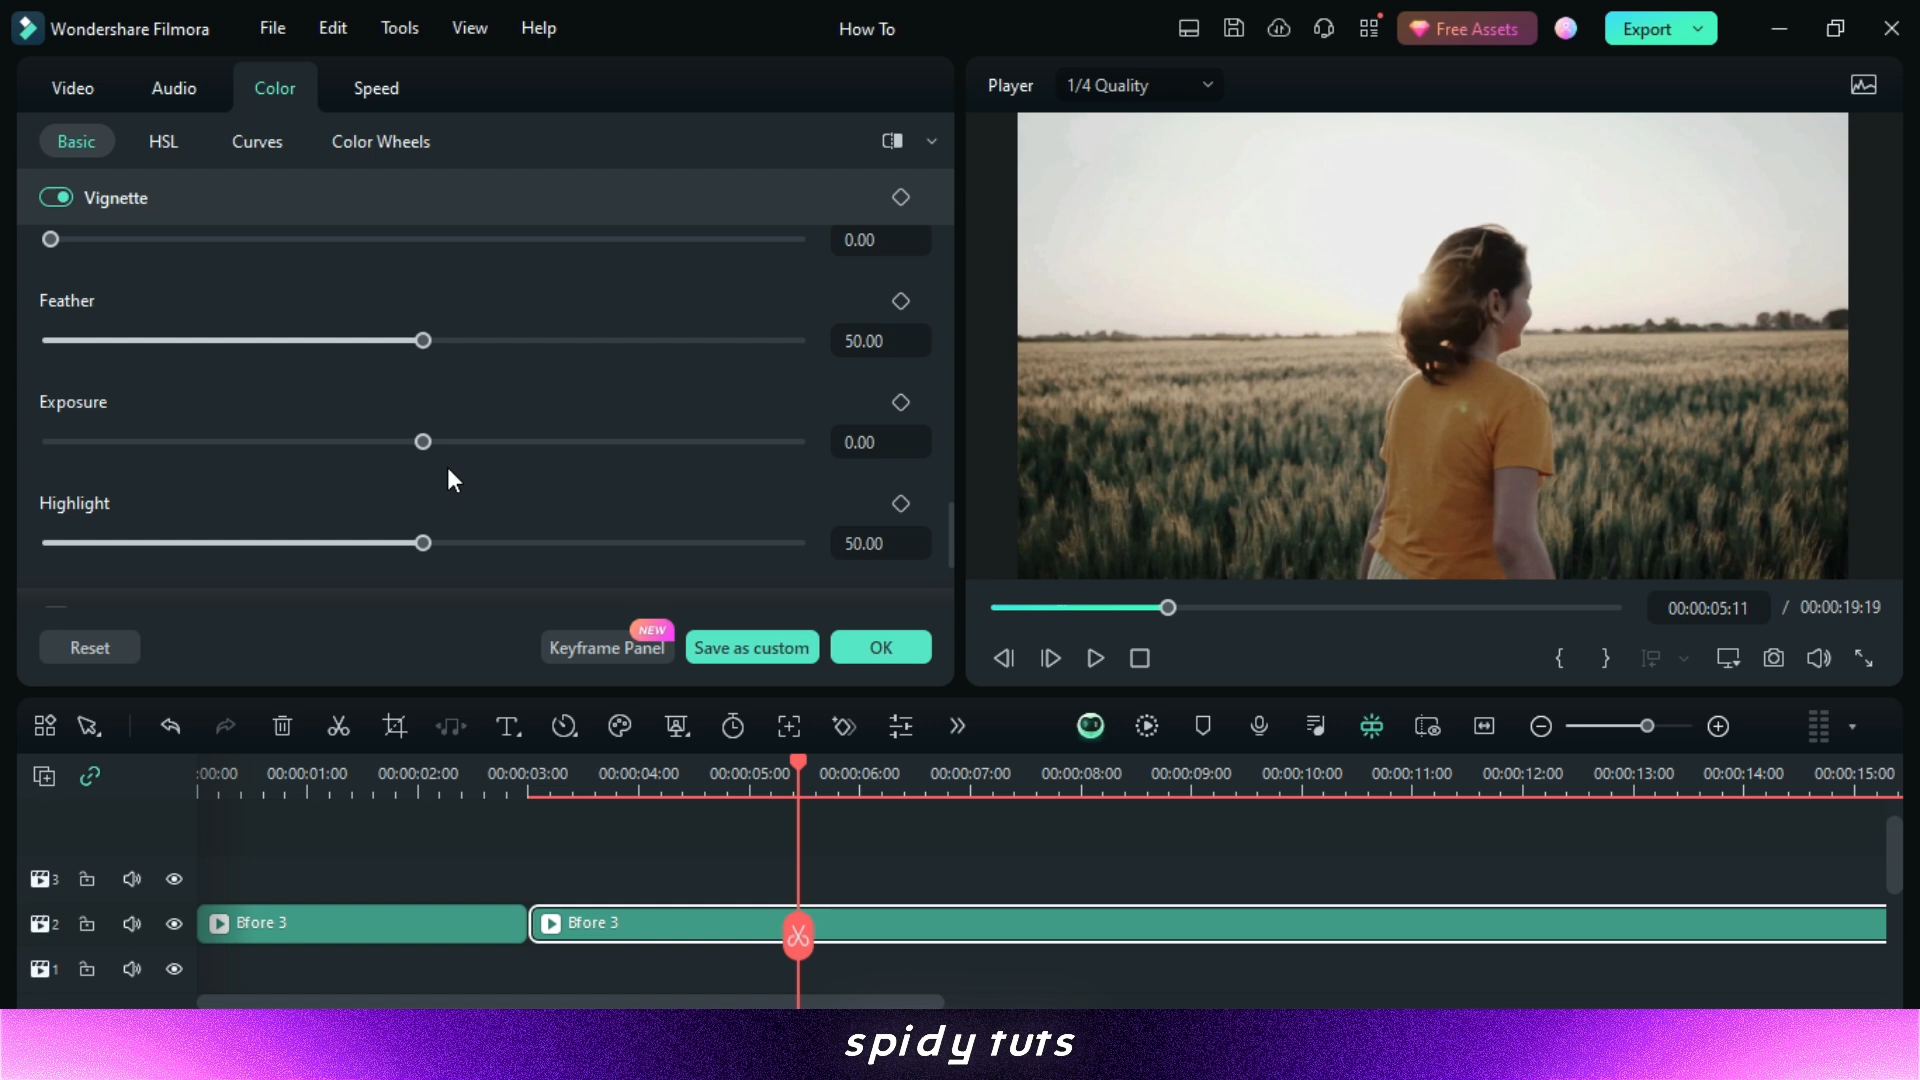 Wondershare Filmora
File
Edit
Tools
View
Help
How To
Free Assets
Export
Video
Audio
Color
Speed
Player
1/4 Quality
Basic
HSL
Curves
Color Wheels
Vignette
0.00
Feather
50.00
Exposure
0.00
Highlight
50.00
00:00:05:11
/
00:00:19:19
NEW
Reset
Keyframe Panel
Save as custom
OK
:00:00
00:00:01:00
00:00:02:00
00:00:03:00
00:00:04:00
00:00:05:00
00:00:06:00
00:00:07:00
00:00:08:00
00:00:09:00
00:00:10:00
00:00:11:00
00:00:12:00
00:00:13:00
00:00:14:00
00:00:15:00
3
2
Bfore 3
Bfore 3
1
spidy tuts